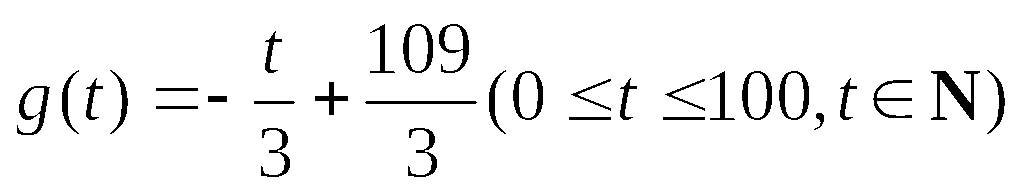 g(t) = - t/3 + 109/3 (0 ≤ t ≤ 100, t ∈ N)